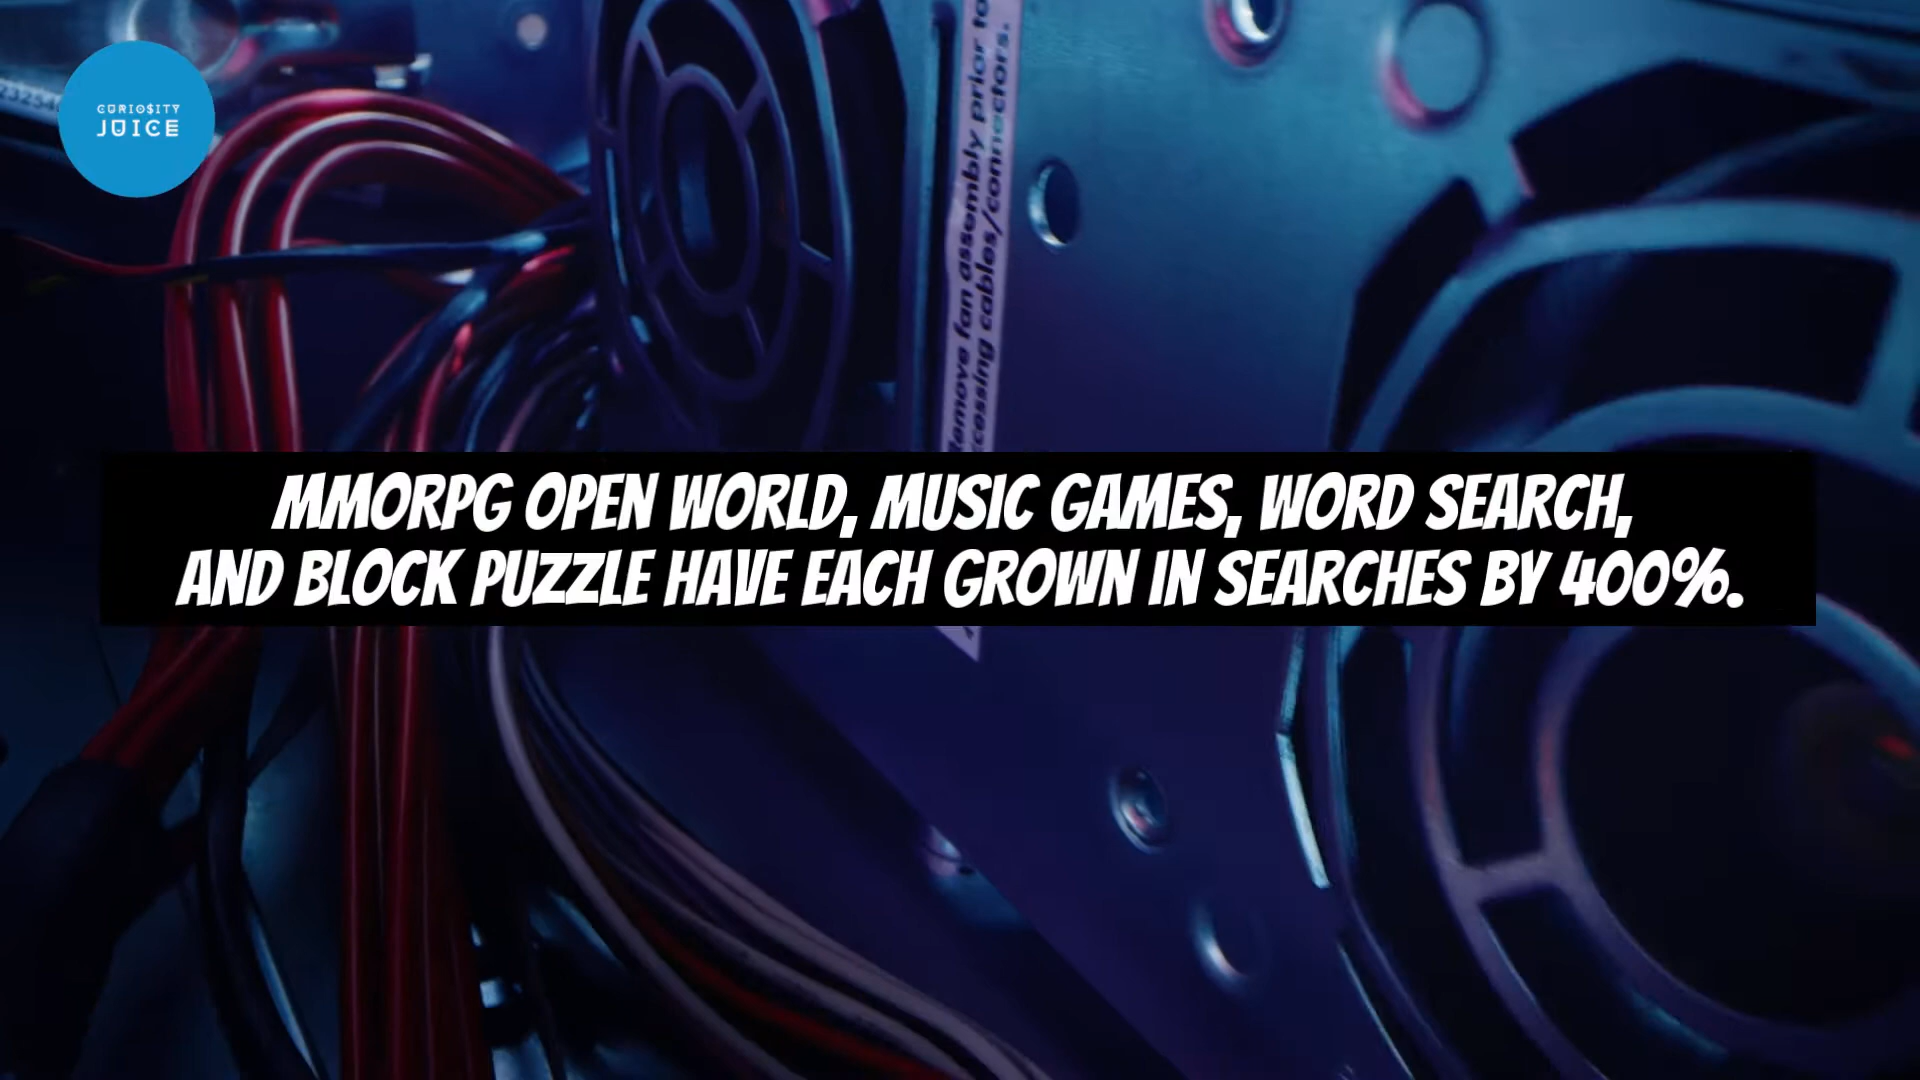 CURIO$ITY
JUICE
Remove fan assembly prior to
accessing cables/connectors.
MMORPG OPEN WORLD, MUSIC GAMES, WORD SEARCH,
AND BLOCK PUZZLE HAVE EACH GROWN IN SEARCHES BY 400%.